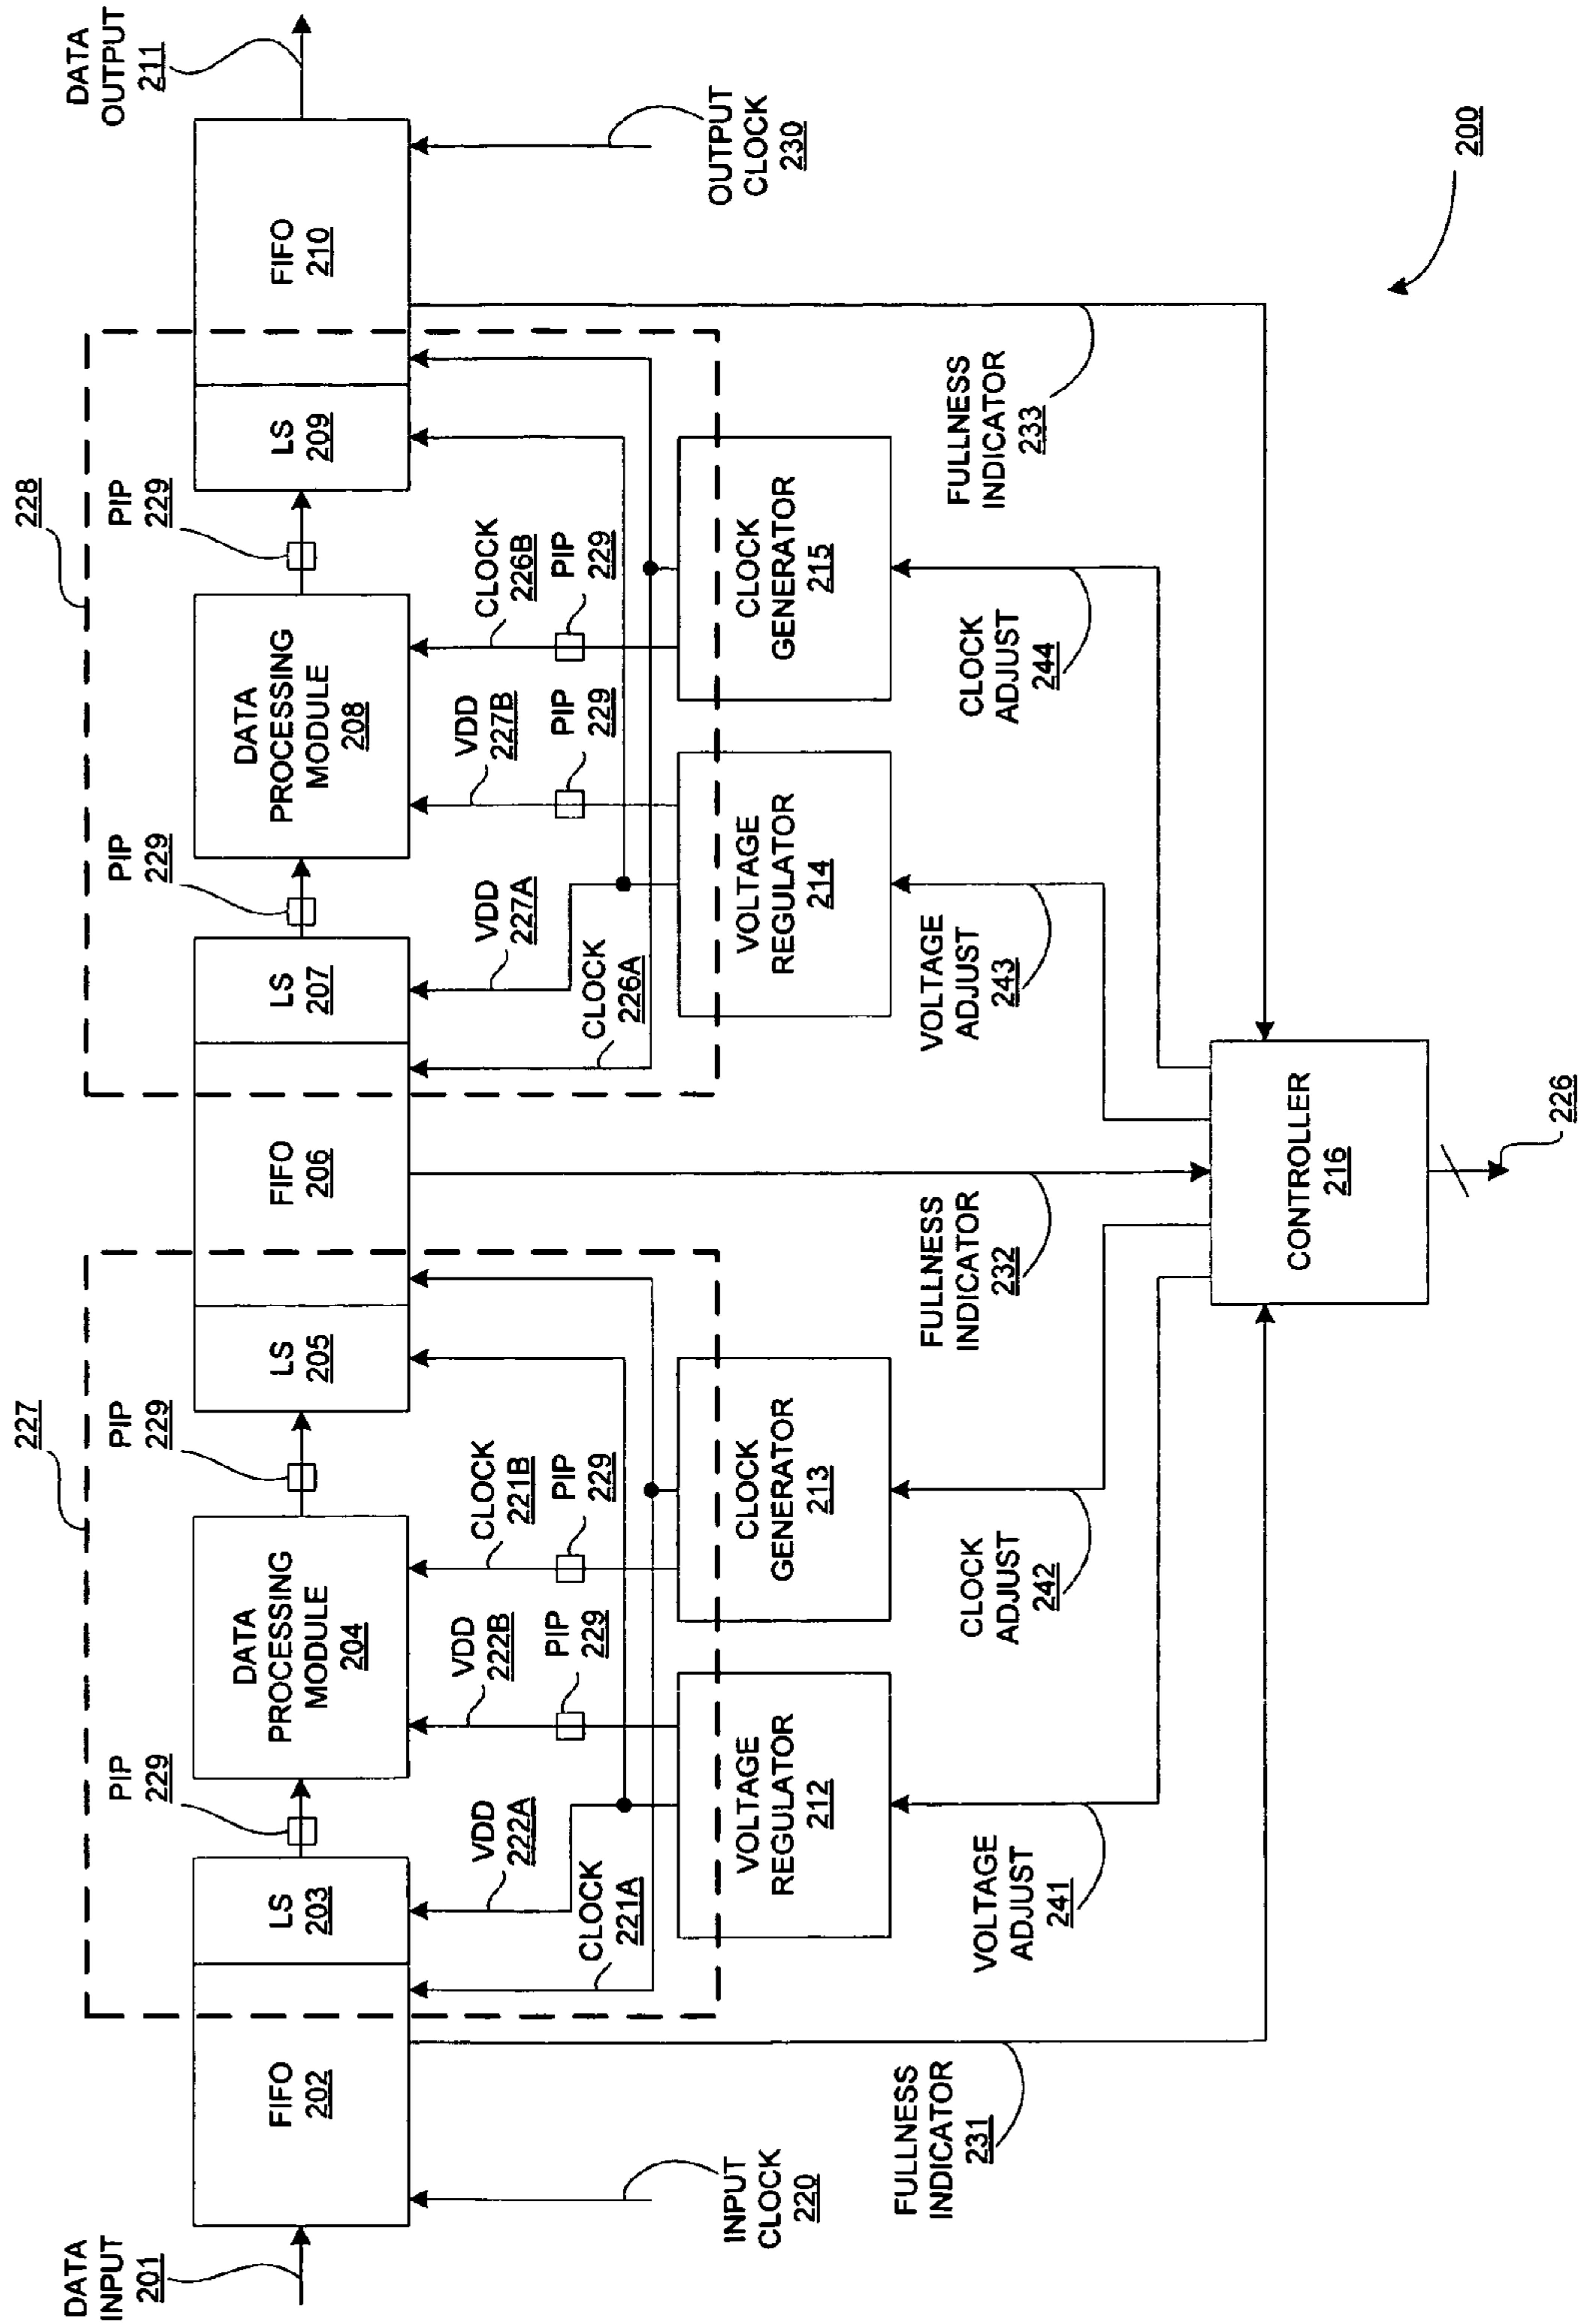 DATA
INPUT
201
FIFO
202
INPUT
CLOCK
220
LS
203
PIP
229
227
DATA
PROCESSING
MODULE
204
PIP
229
LS
205
FIFO
206
VDD
222A
CLOCK
221A
VDD
222B
PIP
229
CLOCK
221B
PIP
229
VOLTAGE
REGULATOR
212
CLOCK
GENERATOR
213
FULLNESS
INDICATOR
231
VOLTAGE
ADJUST
241
CLOCK
ADJUST
242
FULLNESS
INDICATOR
232
LS
207
PIP
229
228
DATA
PROCESSING
MODULE
208
PIP
229
LS
209
FIFO
210
DATA
OUTPUT
211
VDD
227A
CLOCK
226A
VDD
227B
PIP
229
CLOCK
226B
PIP
229
VOLTAGE
REGULATOR
214
CLOCK
GENERATOR
215
OUTPUT
CLOCK
230
VOLTAGE
ADJUST
243
CLOCK
ADJUST
244
FULLNESS
INDICATOR
233
CONTROLLER
216
226
200